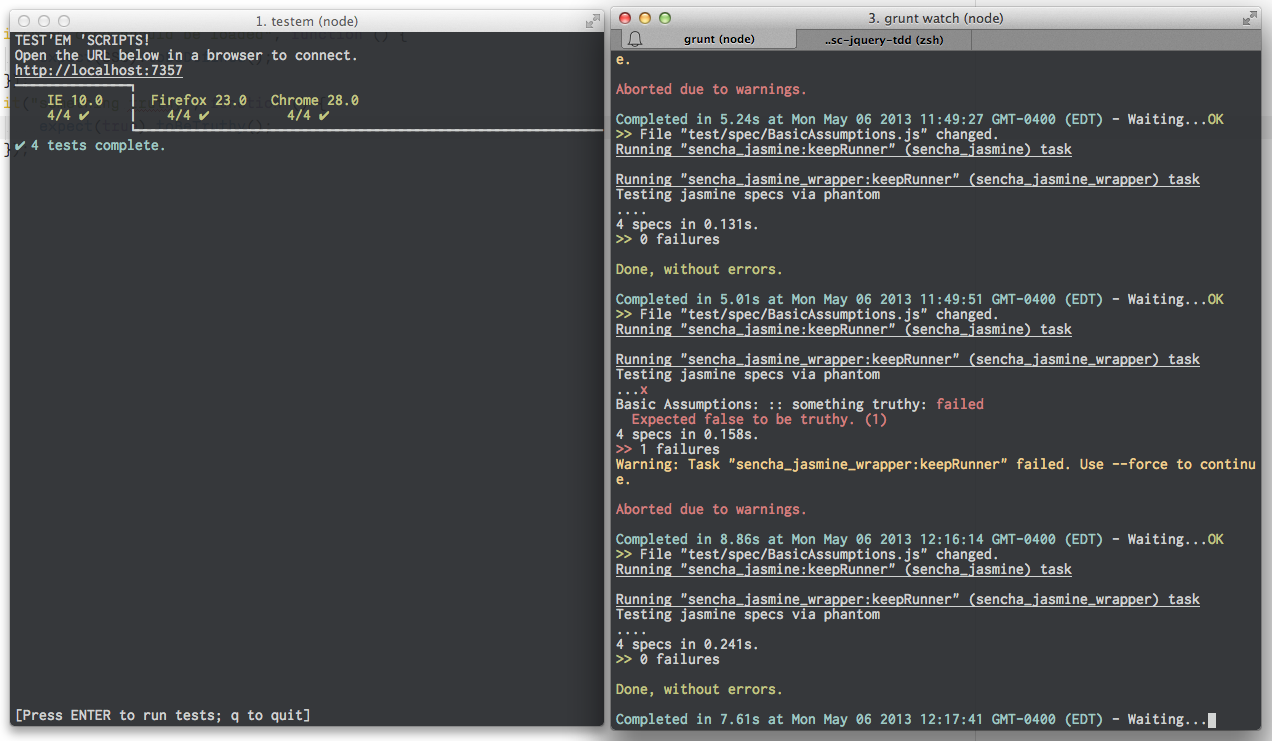 1. testem (node)
TEST'EM 'SCRIPTS!
Open the URL below in a browser to connect.
http://localhost:7357
IE 10.0 Firefox 23.0 Chrome 28.0
4/4 ✔ 4/4 ✔ 4/4 ✔
✔ 4 tests complete.
[Press ENTER to run tests; q to quit]
3. grunt watch (node)
grunt (node) ..sc-jquery-tdd (zsh)
e.
Aborted due to warnings.
Completed in 5.24s at Mon May 06 2013 11:49:27 GMT-0400 (EDT) - Waiting...OK
>> File "test/spec/BasicAssumptions.js" changed.
Running "sencha_jasmine:keepRunner" (sencha_jasmine) task
Running "sencha_jasmine_wrapper:keepRunner" (sencha_jasmine_wrapper) task
Testing jasmine specs via phantom
....
4 specs in 0.131s.
>> 0 failures
Done, without errors.
Completed in 5.01s at Mon May 06 2013 11:49:51 GMT-0400 (EDT) - Waiting...OK
>> File "test/spec/BasicAssumptions.js" changed.
Running "sencha_jasmine:keepRunner" (sencha_jasmine) task
Running "sencha_jasmine_wrapper:keepRunner" (sencha_jasmine_wrapper) task
Testing jasmine specs via phantom
...x
Basic Assumptions: :: something truthy: failed
Expected false to be truthy. (1)
4 specs in 0.158s.
>> 1 failures
Warning: Task "sencha_jasmine_wrapper:keepRunner" failed. Use --force to continu
e.
Aborted due to warnings.
Completed in 8.86s at Mon May 06 2013 12:16:14 GMT-0400 (EDT) - Waiting...OK
>> File "test/spec/BasicAssumptions.js" changed.
Running "sencha_jasmine:keepRunner" (sencha_jasmine) task
Running "sencha_jasmine_wrapper:keepRunner" (sencha_jasmine_wrapper) task
Testing jasmine specs via phantom
....
4 specs in 0.241s.
>> 0 failures
Done, without errors.
Completed in 7.61s at Mon May 06 2013 12:17:41 GMT-0400 (EDT) - Waiting...